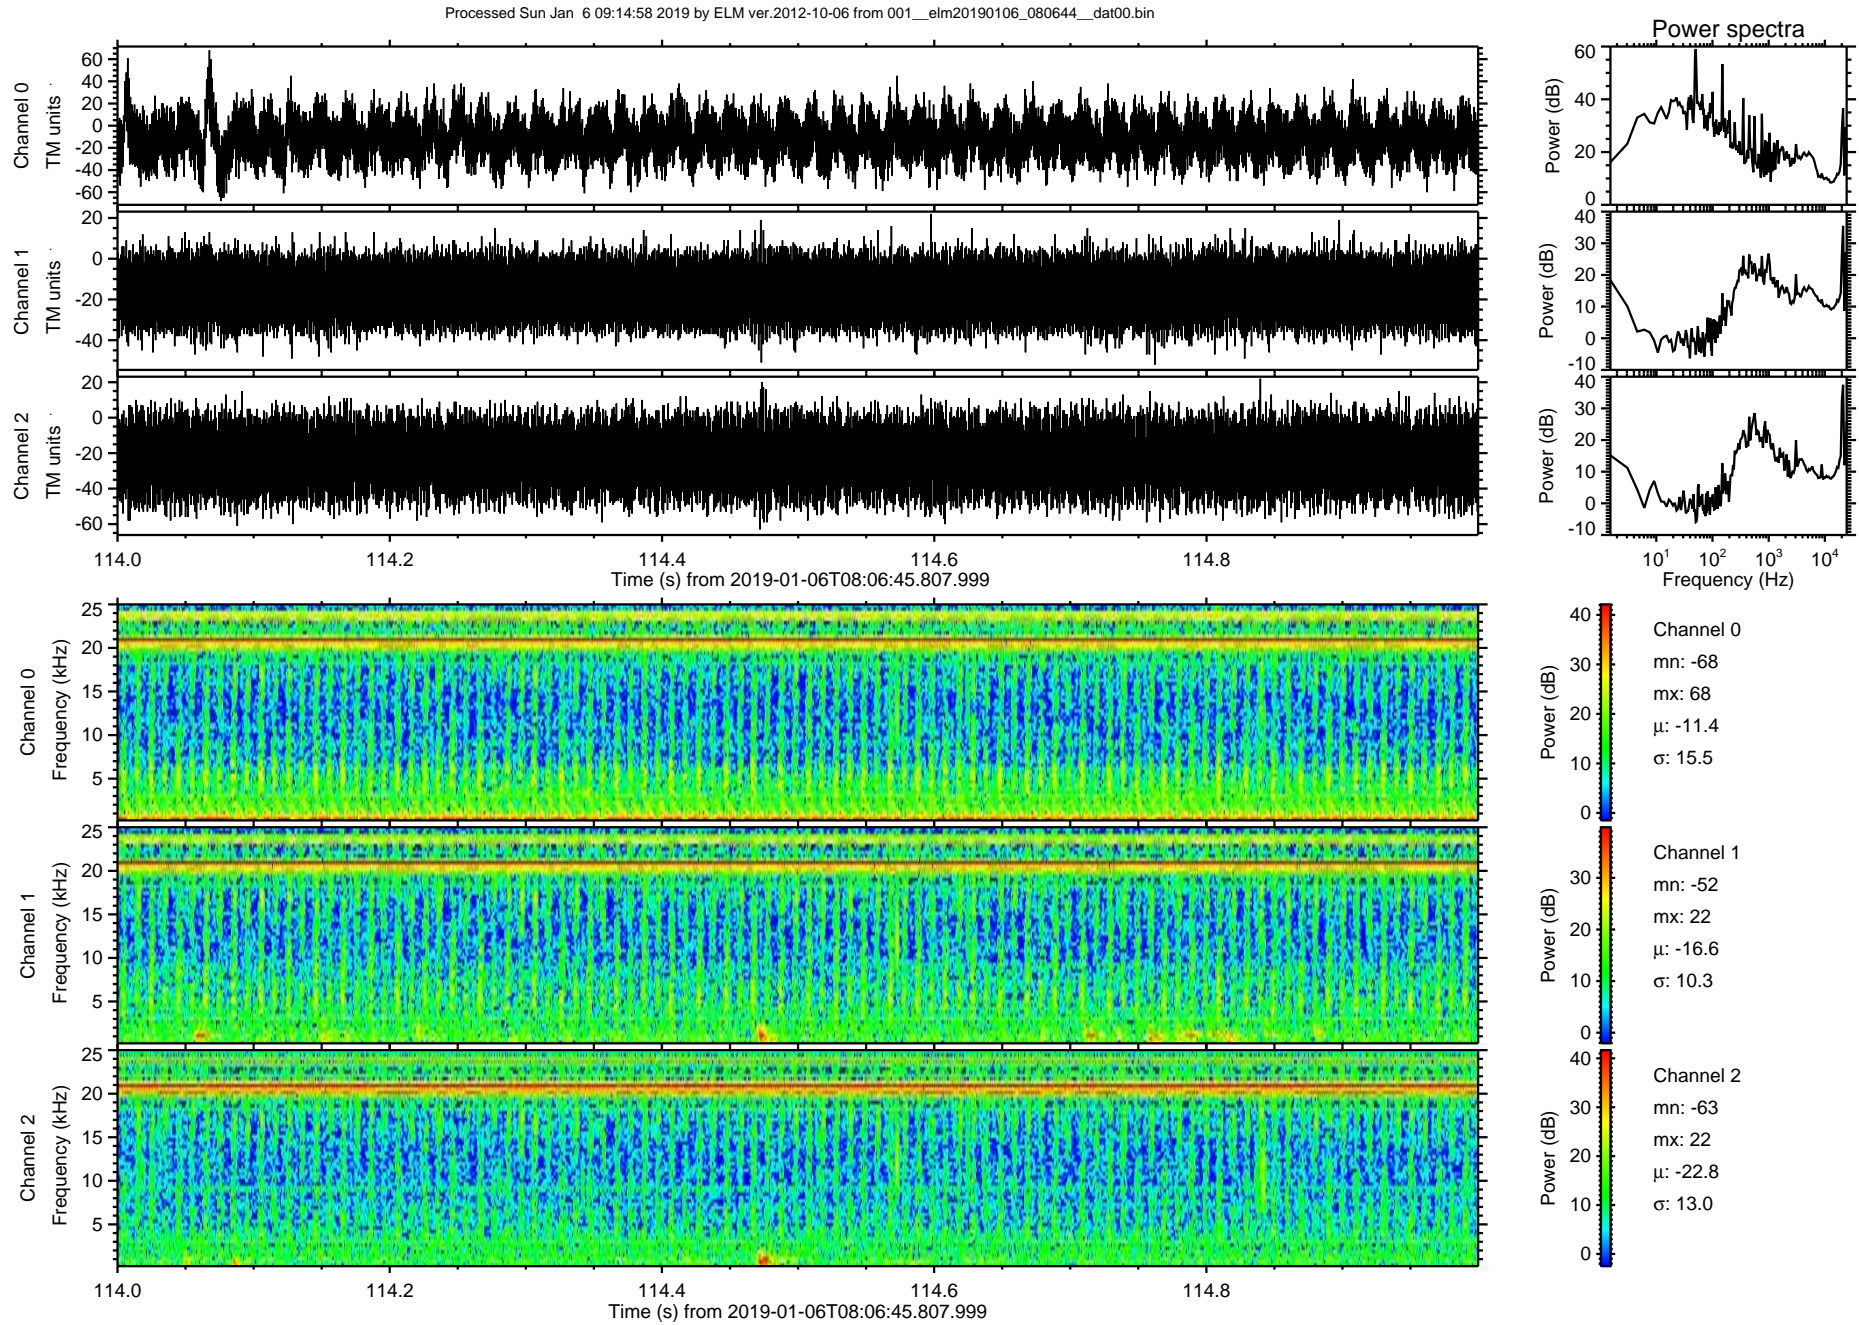 Processed Sun Jan  6 09:14:58 2019 by ELM ver.2012-10-06 from 001__elm20190106_080644__dat00.bin
Power spectra
Channel 0
TM units
60
40
20
0
-20
-40
-60
Power (dB)
60
40
20
0
Channel 1
TM units
20
0
-20
-40
Power (dB)
40
30
20
10
0
-10
Channel 2
TM units
20
0
-20
-40
-60
Power (dB)
40
30
20
10
0
-10
114.0 114.2 114.4 114.6 114.8
Time (s) from 2019-01-06T08:06:45.807.999
10^1 10^2 10^3 10^4
Frequency (Hz)
Channel 0
Frequency (kHz)
25
20
15
10
5
Power (dB)
40
30
20
10
0
Channel 0
mn: -68
mx: 68
μ: -11.4
σ: 15.5
Channel 1
Frequency (kHz)
25
20
15
10
5
Power (dB)
30
20
10
0
Channel 1
mn: -52
mx: 22
μ: -16.6
σ: 10.3
Channel 2
Frequency (kHz)
25
20
15
10
5
Power (dB)
40
30
20
10
0
Channel 2
mn: -63
mx: 22
μ: -22.8
σ: 13.0
114.0 114.2 114.4 114.6 114.8
Time (s) from 2019-01-06T08:06:45.807.999